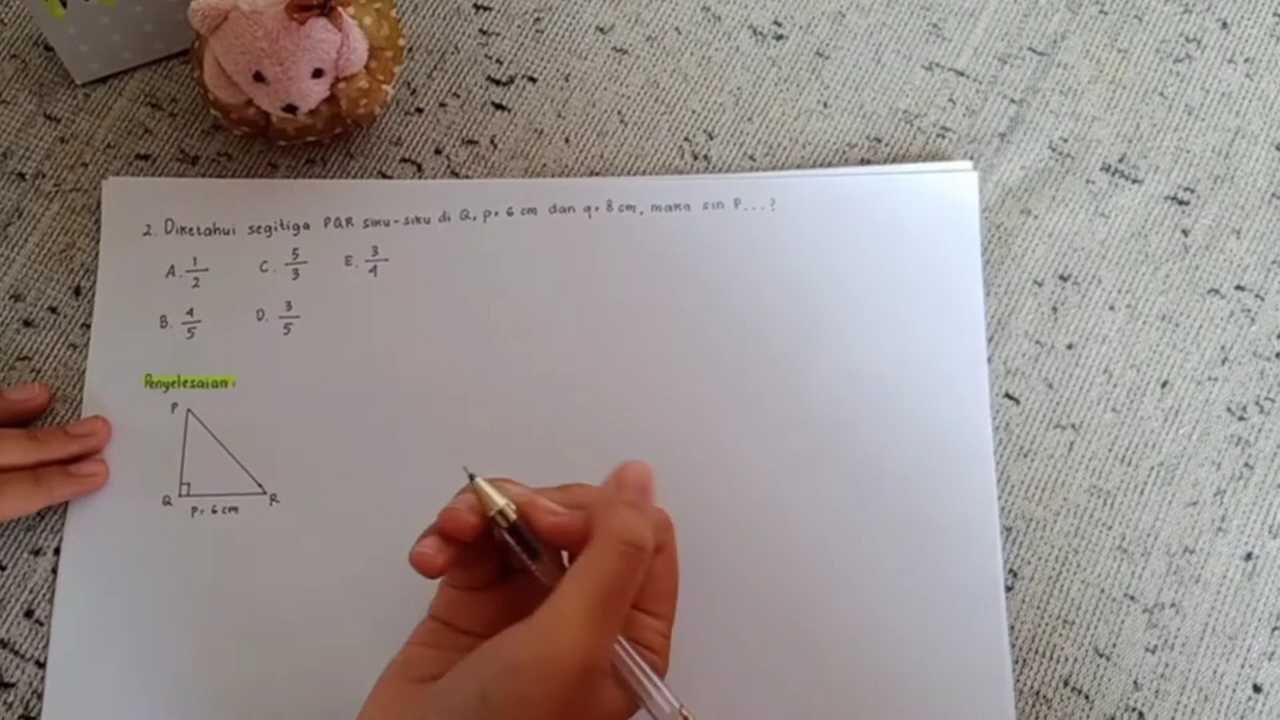 2. Diketahui segitiga PQR siku-siku di Q, p= 6 cm dan q= 8 cm, maka sin P...?
A. 1/2 C. 5/3 E. 3/4
B. 4/5 D. 3/5
Penyelesaian:
P
Q R
p= 6 cm